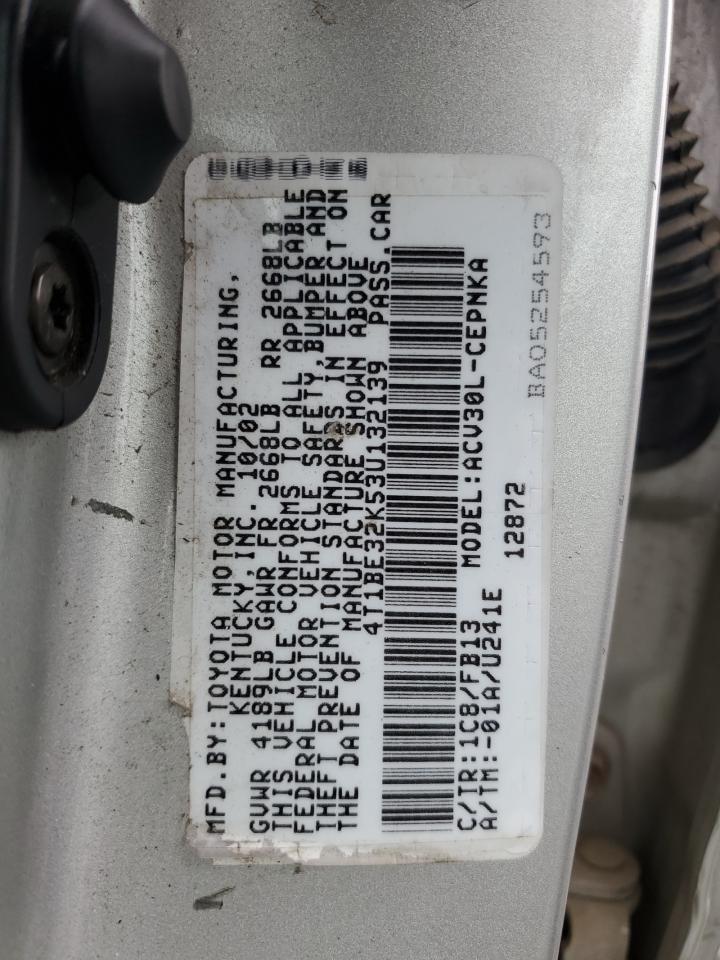 MFD.BY:TOYOTA MOTOR MANUFACTURING,
KENTUCKY,INC. 10/02
GVWR 4189LB GAWR FR 2668LB RR 2668LB
THIS VEHICLE CONFORMS TO ALL APPLICABLE
FEDERAL MOTOR VEHICLE SAFETY,BUMPER AND
THEFT PREVENTION STANDARDS IN EFFECT ON
THE DATE OF MANUFACTURE SHOWN ABOVE
4T1BE32K53U132139 PASS.CAR
C/TR:1C8/FB13 MODEL:ACV30L-CEPNKA
A/TM:-01A/U241E 12872
BA05254593